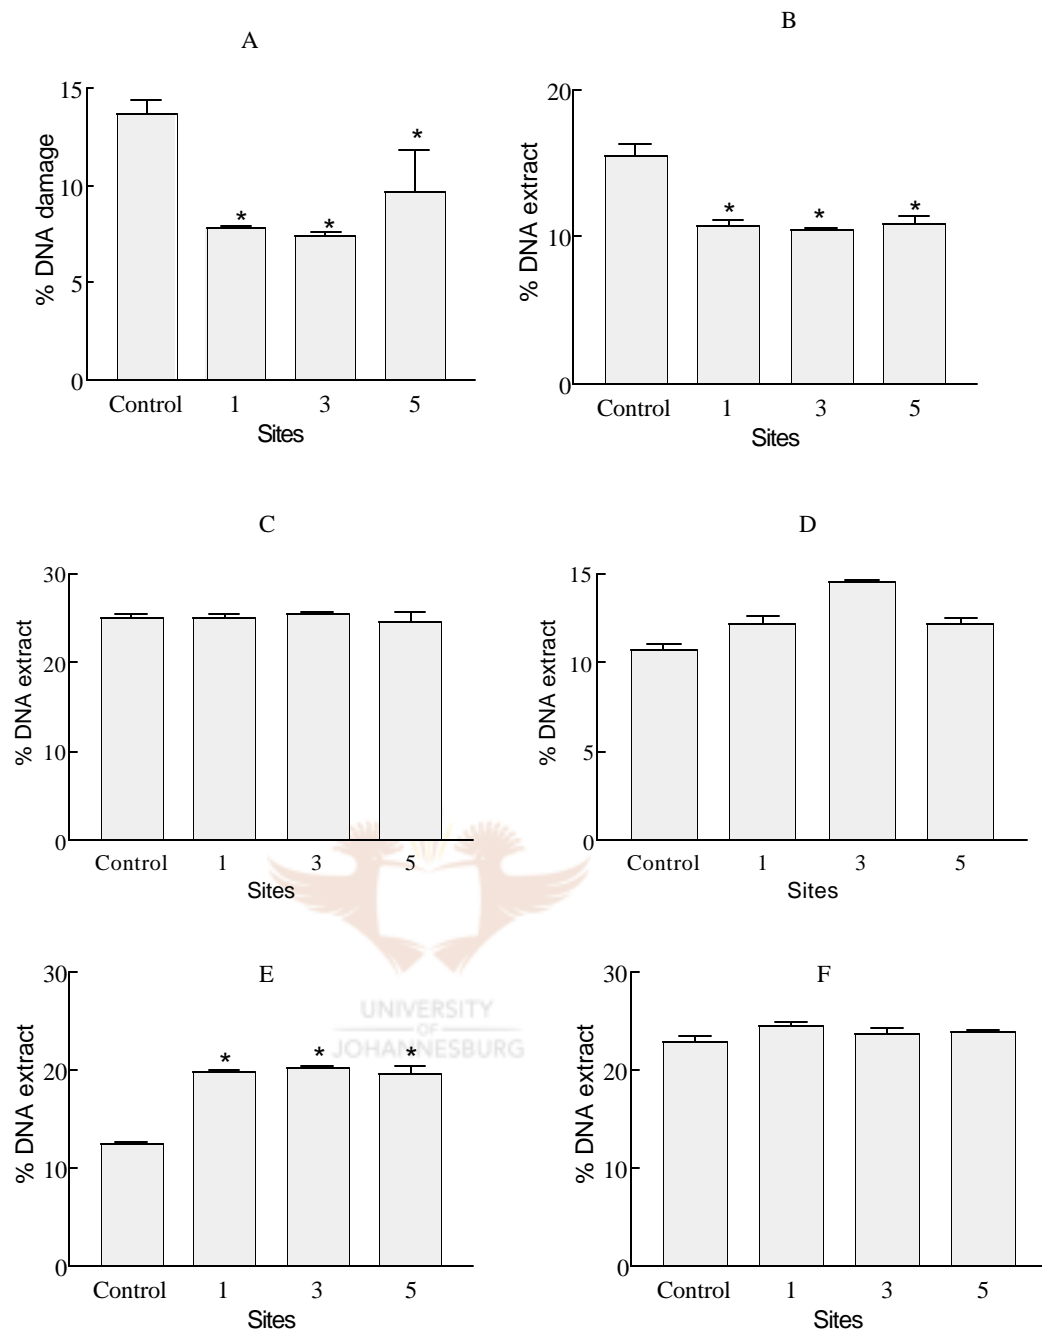 A
% DNA damage
15
10
5
0
* * *
Control 1 3 5
Sites
B
% DNA extract
20
10
0
* * *
Control 1 3 5
Sites
C
% DNA extract
30
20
10
0
Control 1 3 5
Sites
D
% DNA extract
15
10
5
0
Control 1 3 5
Sites
E
% DNA extract
30
20
10
0
* * *
Control 1 3 5
Sites
F
% DNA extract
30
20
10
0
Control 1 3 5
Sites
UNIVERSITY
OF
JOHANNESBURG